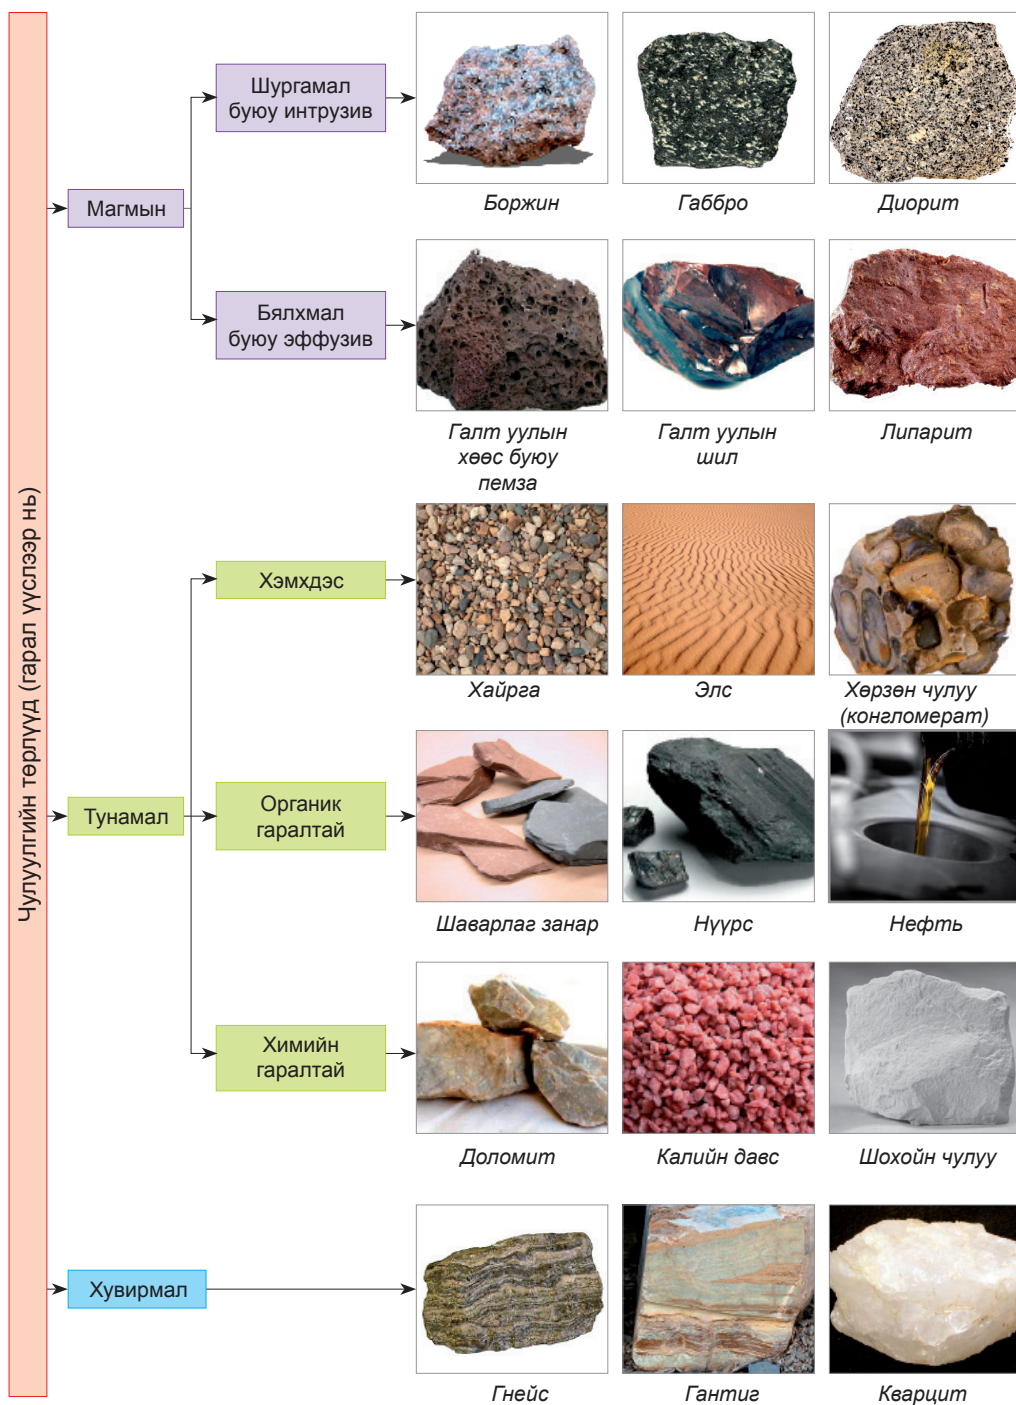 Чулуулгийн төрлүүд (гарал үүслээр нь)
Магмын
Шургамал
буюу интрузив
Боржин
Габбро
Диорит
Бялхмал
буюу эффузив
Галт уулын
хөөс буюу
пемза
Галт уулын
шил
Липарит
Тунамал
Хэмхдэс
Хайрга
Элс
Хөрзөн чулуу
(конгломерат)
Органик
гаралтай
Шаварлаг занар
Нүүрс
Нефть
Химийн
гаралтай
Доломит
Калийн давс
Шохойн чулуу
Хувирмал
Гнейс
Гантиг
Кварцит